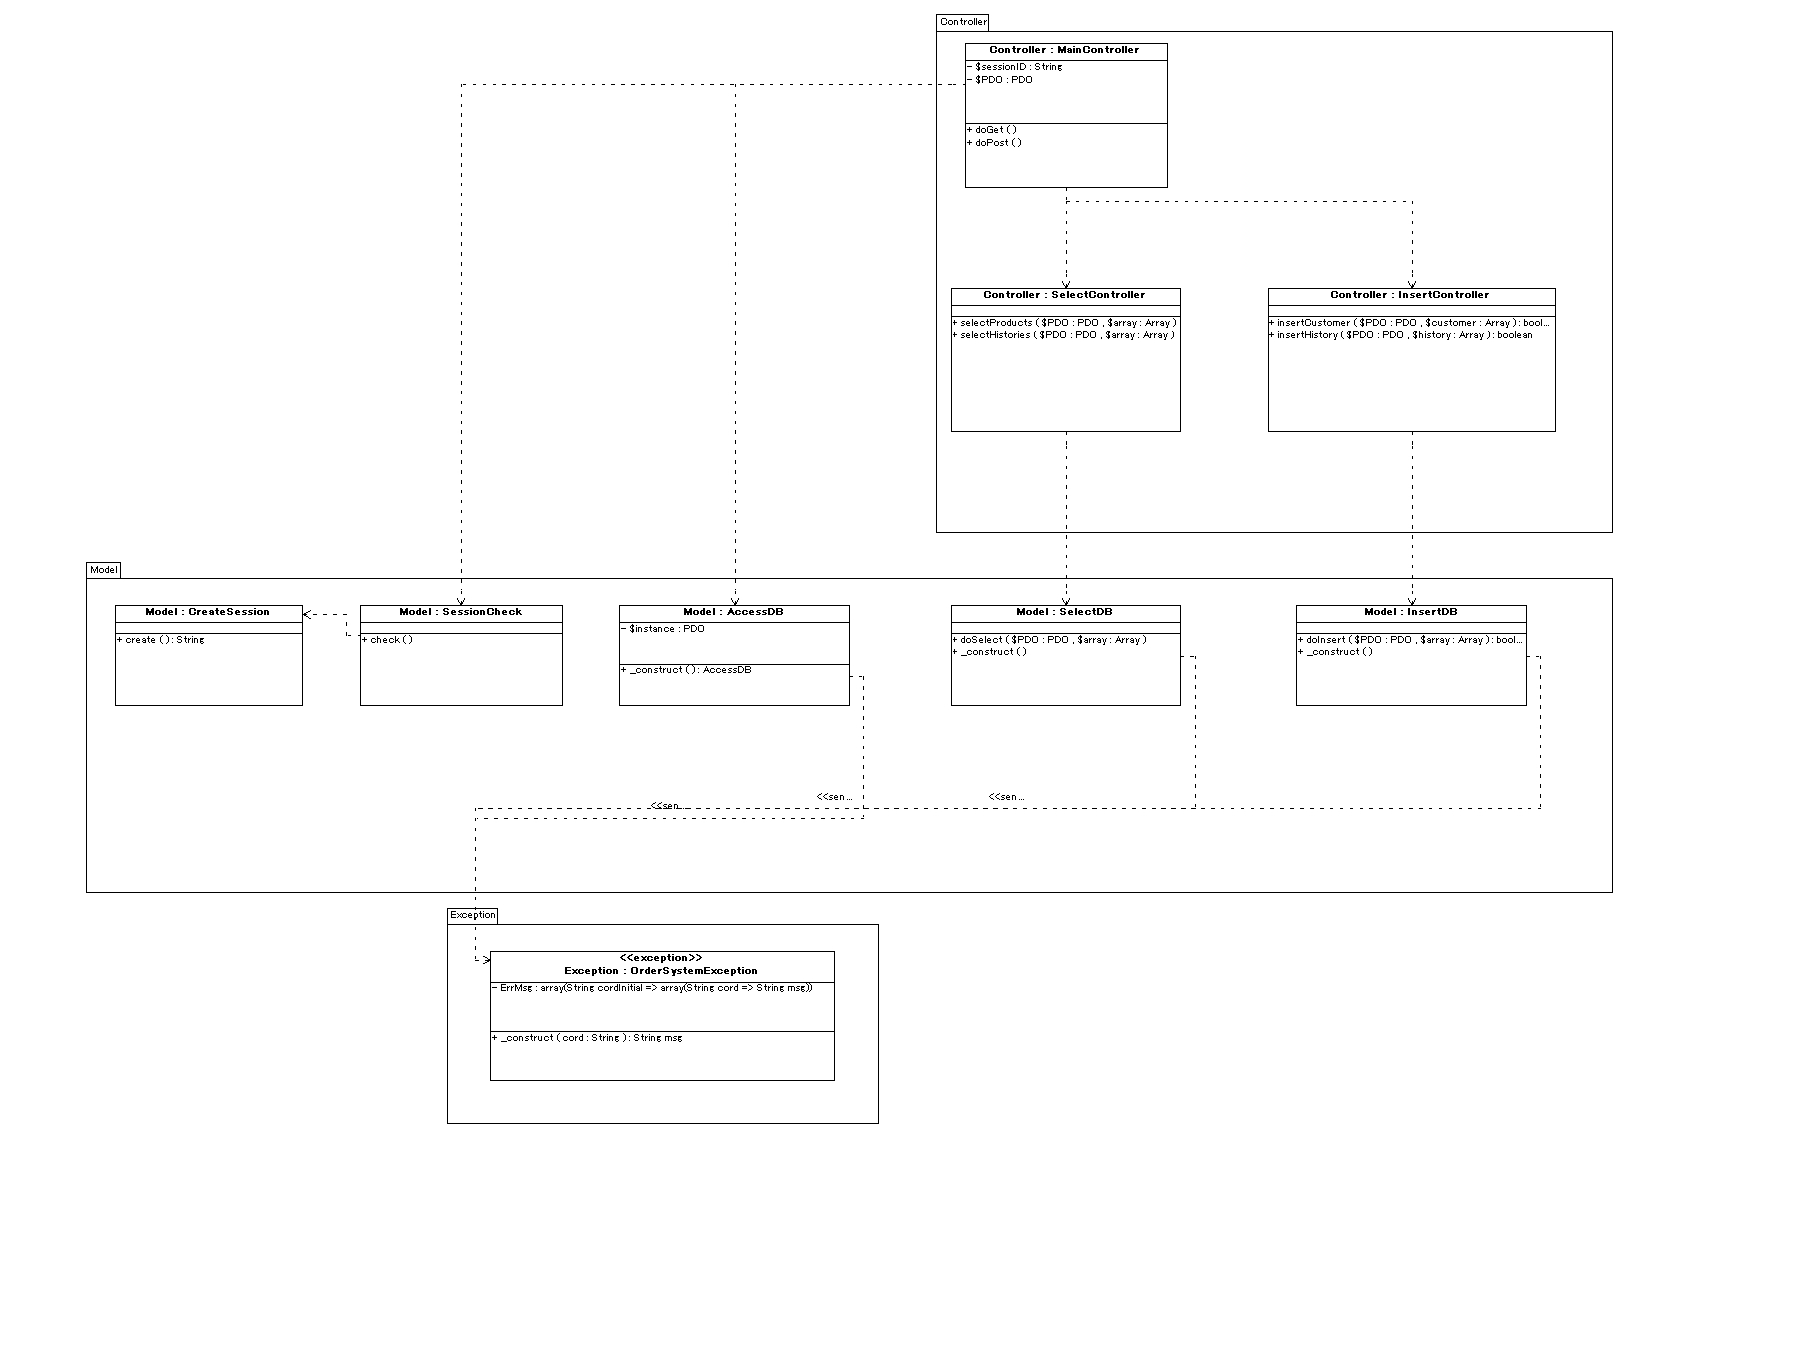 Controller
Controller : MainController
- $sessionID : String
- $PDO : PDO
+ doGet ( )
+ doPost ( )
Controller : SelectController
+ selectProducts ( $PDO : PDO , $array : Array )
+ selectHistories ( $PDO : PDO , $array : Array )
Controller : InsertController
+ insertCustomer ( $PDO : PDO , $customer : Array ) : bool...
+ insertHistory ( $PDO : PDO , $history : Array ) : boolean
Model
Model : CreateSession
+ create ( ) : String
Model : SessionCheck
+ check ( )
Model : AccessDB
- $instance : PDO
+ _construct ( ) : AccessDB
Model : SelectDB
+ doSelect ( $PDO : PDO , $array : Array )
+ _construct ( )
Model : InsertDB
+ doInsert ( $PDO : PDO , $array : Array ) : bool...
+ _construct ( )
<<sen...
<<sen...
<<sen...
Exception
<<exception>>
Exception : OrderSystemException
- ErrMsg : array(String cordInitial => array(String cord => String msg))
+ _construct ( cord : String ) : String msg